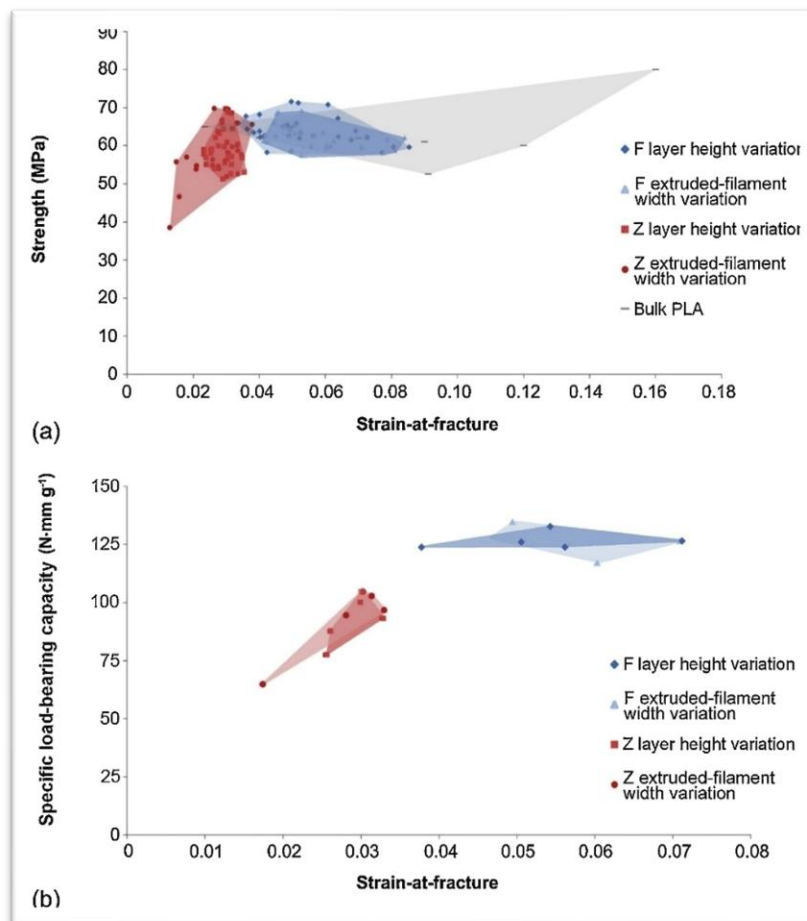 90
80
70
60
50
40
30
20
10
0
Strength (MPa)
0
0.02
0.04
0.06
0.08
0.10
0.12
0.14
0.16
0.18
Strain-at-fracture
F layer height variation
F extruded-filament
width variation
Z layer height variation
Z extruded-filament
width variation
Bulk PLA
(a)
150
125
100
75
50
25
0
Specific load-bearing capacity (N·mm g⁻¹)
0
0.01
0.02
0.03
0.04
0.05
0.06
0.07
0.08
Strain-at-fracture
F layer height variation
F extruded-filament
width variation
Z layer height variation
Z extruded-filament
width variation
(b)